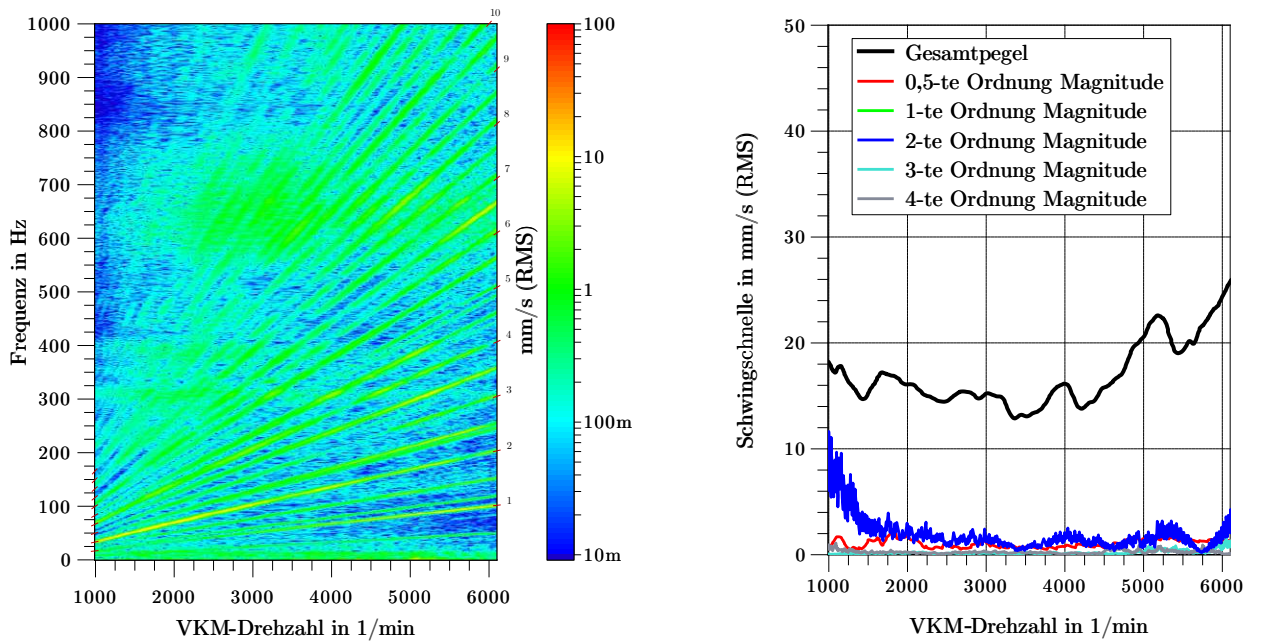 10
1000
900
800
700
600
500
400
300
200
100
0
Frequenz in Hz
1000 2000 3000 4000 5000 6000
VKM-Drehzahl in 1/min
9
8
7
6
5
4
3
2
1
100
10
1
100m
10m
mm/s (RMS)
50
40
30
20
10
0
Schwingschnelle in mm/s (RMS)
Gesamtpegel
0,5-te Ordnung Magnitude
1-te Ordnung Magnitude
2-te Ordnung Magnitude
3-te Ordnung Magnitude
4-te Ordnung Magnitude
1000 2000 3000 4000 5000 6000
VKM-Drehzahl in 1/min